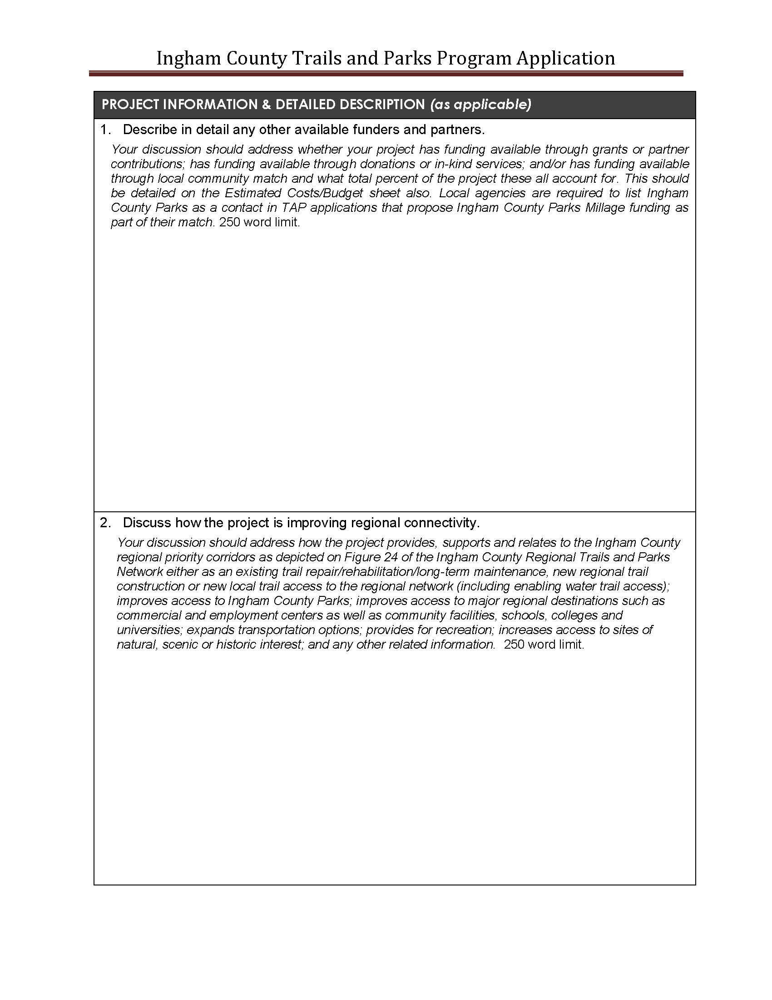 Ingham County Trails and Parks Program Application
PROJECT INFORMATION & DETAILED DESCRIPTION (as applicable)
1. Describe in detail any other available funders and partners.
Your discussion should address whether your project has funding available through grants or partner
contributions; has funding available through donations or in-kind services; and/or has funding available
through local community match and what total percent of the project these all account for. This should
be detailed on the Estimated Costs/Budget sheet also. Local agencies are required to list Ingham
County Parks as a contact in TAP applications that propose Ingham County Parks Millage funding as
part of their match. 250 word limit.
2. Discuss how the project is improving regional connectivity.
Your discussion should address how the project provides, supports and relates to the Ingham County
regional priority corridors as depicted on Figure 24 of the Ingham County Regional Trails and Parks
Network either as an existing trail repair/rehabilitation/long-term maintenance, new regional trail
construction or new local trail access to the regional network (including enabling water trail access);
improves access to Ingham County Parks; improves access to major regional destinations such as
commercial and employment centers as well as community facilities, schools, colleges and
universities; expands transportation options; provides for recreation; increases access to sites of
natural, scenic or historic interest; and any other related information. 250 word limit.